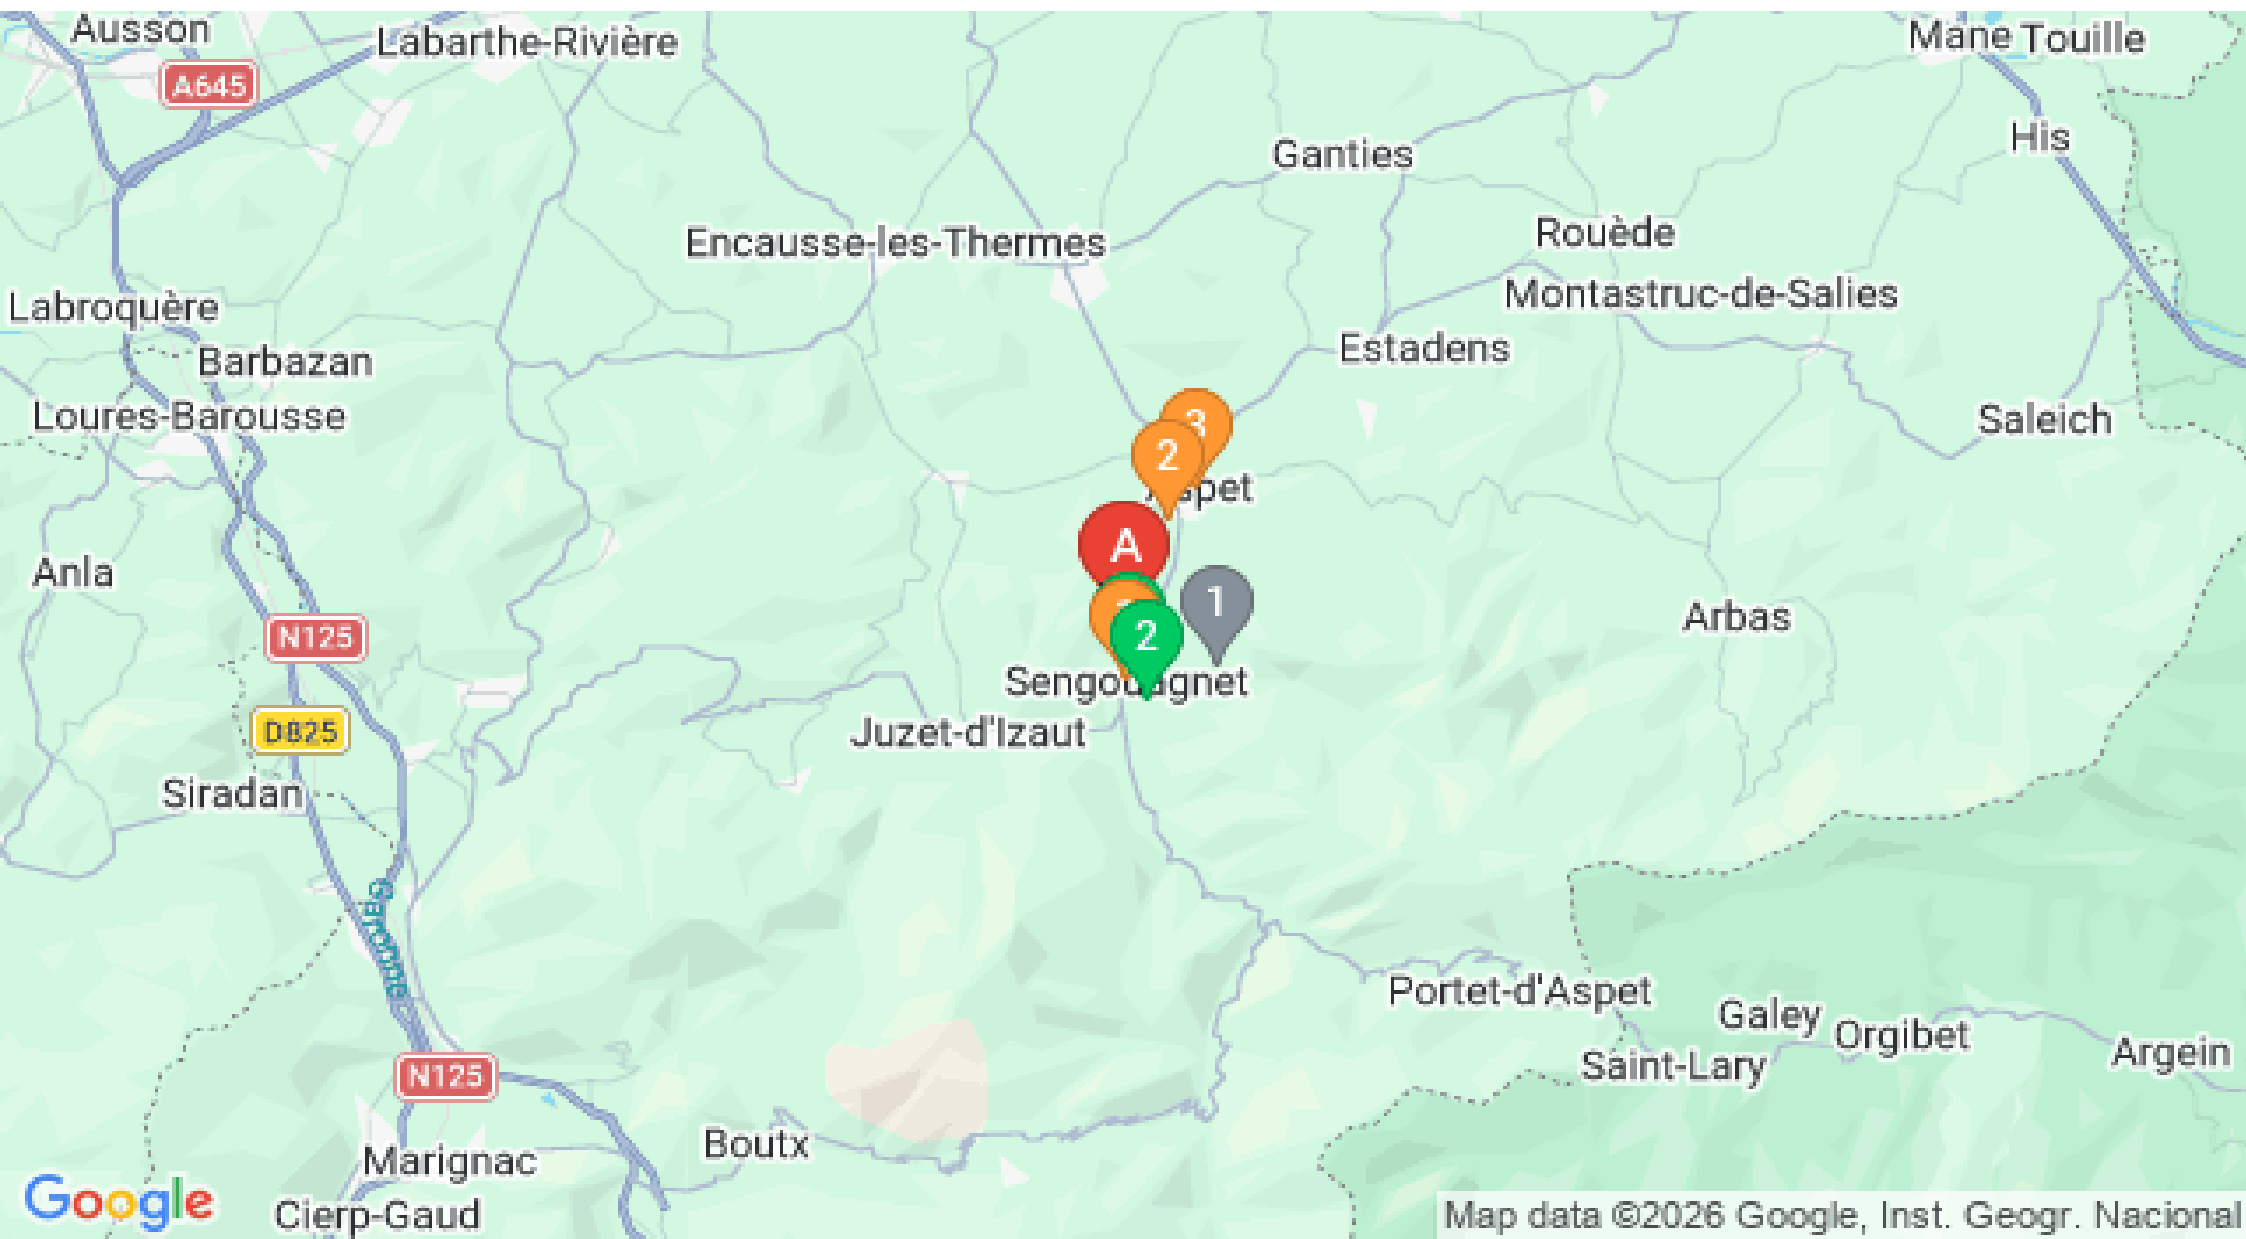 Ausson
Labarthe-Rivière
Mane Touille
A645
His
Ganties
Encausse-les-Thermes
Rouède
Montastruc-de-Salies
Labroquère
Barbazan
Estadens
Loures-Barousse
3
Saleich
2
Anla
A
1
Arbas
N125
2
Sengouagnet
D825
Juzet-d'Izaut
Siradan
Garonne
Portet-d'Aspet
Galey
Orgibet
Argein
Saint-Lary
N125
Boutx
Marignac
Cierp-Gaud
Google
Map data ©2026 Google, Inst. Geogr. Nacional